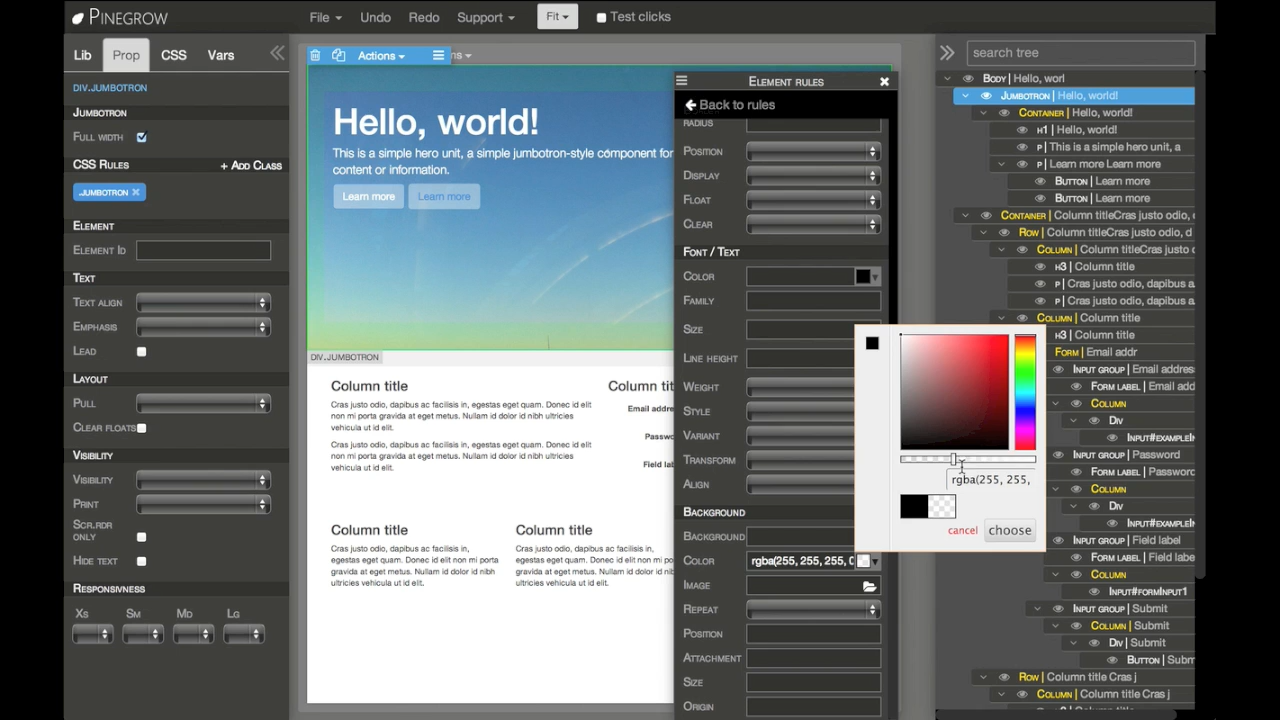 PINEGROW
File
Undo
Redo
Support
Fit
Test clicks
Lib
Prop
CSS
Vars
DIV.JUMBOTRON
JUMBOTRON
FULL WIDTH
CSS RULES
+ ADD CLASS
.JUMBOTRON ×
ELEMENT
ELEMENT ID
TEXT
TEXT ALIGN
EMPHASIS
LEAD
LAYOUT
PULL
CLEAR FLOATS
VISIBILITY
VISIBILITY
PRINT
SCR.RDR
ONLY
HIDE TEXT
RESPONSIVNESS
XS SM MD LG
Actions
ns
Hello, world!
This is a simple hero unit, a simple jumbotron-style component for
content or information.
Learn more
Learn more
DIV.JUMBOTRON
Column title
Cras justo odio, dapibus ac facilisis in, egestas eget quam. Donec id elit
non mi porta gravida at eget metus. Nullam id dolor id nibh ultricies
vehicula ut id elit.
Cras justo odio, dapibus ac facilisis in, egestas eget quam. Donec id elit
non mi porta gravida at eget metus. Nullam id dolor id nibh ultricies
vehicula ut id elit.
Column tit
Email addre
Passwo
Field lab
Column title
Cras justo odio, dapibus ac facilisis in,
egestas eget quam. Donec id elit non mi porta
gravida at eget metus. Nullam id dolor id nibh
ultricies vehicula ut id elit.
Column title
Cras justo odio, dapibus ac facilisis in,
egestas eget quam. Donec id elit non mi porta
gravida at eget metus. Nullam id dolor id nibh
ultricies vehicula ut id elit.
ELEMENT RULES
Back to rules
RADIUS
POSITION
DISPLAY
FLOAT
CLEAR
FONT / TEXT
COLOR
FAMILY
SIZE
LINE HEIGHT
WEIGHT
STYLE
VARIANT
TRANSFORM
ALIGN
BACKGROUND
BACKGROUND
COLOR rgba(255, 255, 255, 0
IMAGE
REPEAT
POSITION
ATTACHMENT
SIZE
ORIGIN
rgba(255, 255,
cancel
choose
search tree
BODY | Hello, worl
JUMBOTRON | Hello, world!
CONTAINER | Hello, world!
H1 | Hello, world!
P | This is a simple hero unit, a
P | Learn more Learn more
BUTTON | Learn more
BUTTON | Learn more
CONTAINER | Column titleCras justo odio, d
ROW | Column titleCras justo odio, d
COLUMN | Column titleCras justo o
H3 | Column title
P | Cras justo odio, dapibus a
P | Cras justo odio, dapibus a
COLUMN | Column title
H3 | Column title
FORM | Email addr
INPUT GROUP | Email address
FORM LABEL | Email add
COLUMN
DIV
INPUT#EXAMPLEI
INPUT GROUP | Password
FORM LABEL | Password
COLUMN
DIV
INPUT#EXAMPLEI
INPUT GROUP | Field label
FORM LABEL | Field labe
COLUMN
INPUT#FORMINPUT1
INPUT GROUP | Submit
COLUMN | Submit
DIV | Submit
BUTTON | Subm
ROW | Column title Cras j
COLUMN | Column title Cras j